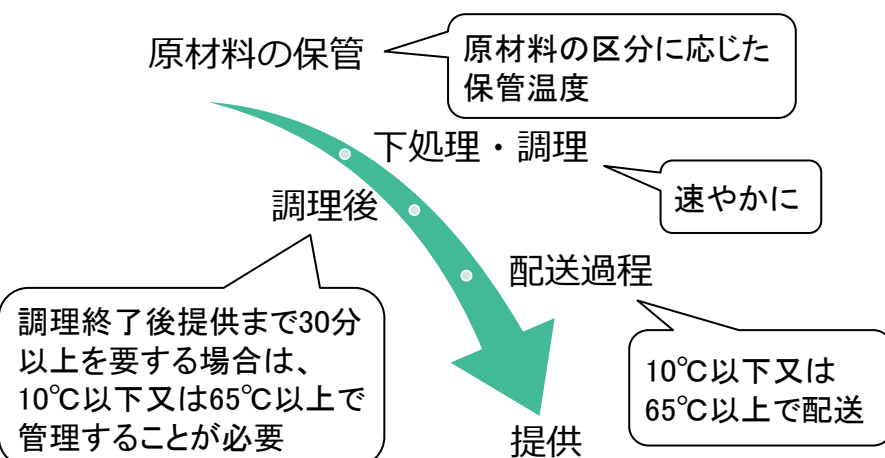 原材料の保管
原材料の区分に応じた
保管温度
下処理・調理
速やかに
調理後
調理終了後提供まで30分
以上を要する場合は、
10℃以下又は65℃以上で
管理することが必要
配送過程
10℃以下又は
65℃以上で配送
提供